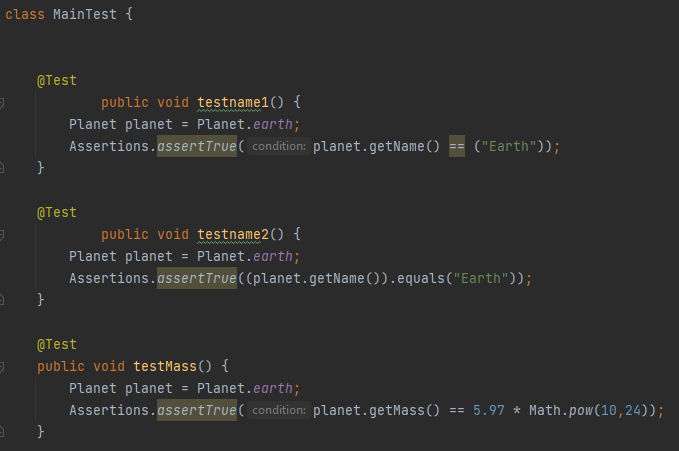 class MainTest {
@Test
public void testname1() {
Planet planet = Planet.earth;
Assertions.assertTrue( condition: planet.getName() == ("Earth"));
}
@Test
public void testname2() {
Planet planet = Planet.earth;
Assertions.assertTrue((planet.getName()).equals("Earth"));
}
@Test
public void testMass() {
Planet planet = Planet.earth;
Assertions.assertTrue( condition: planet.getMass() == 5.97 * Math.pow(10,24));
}